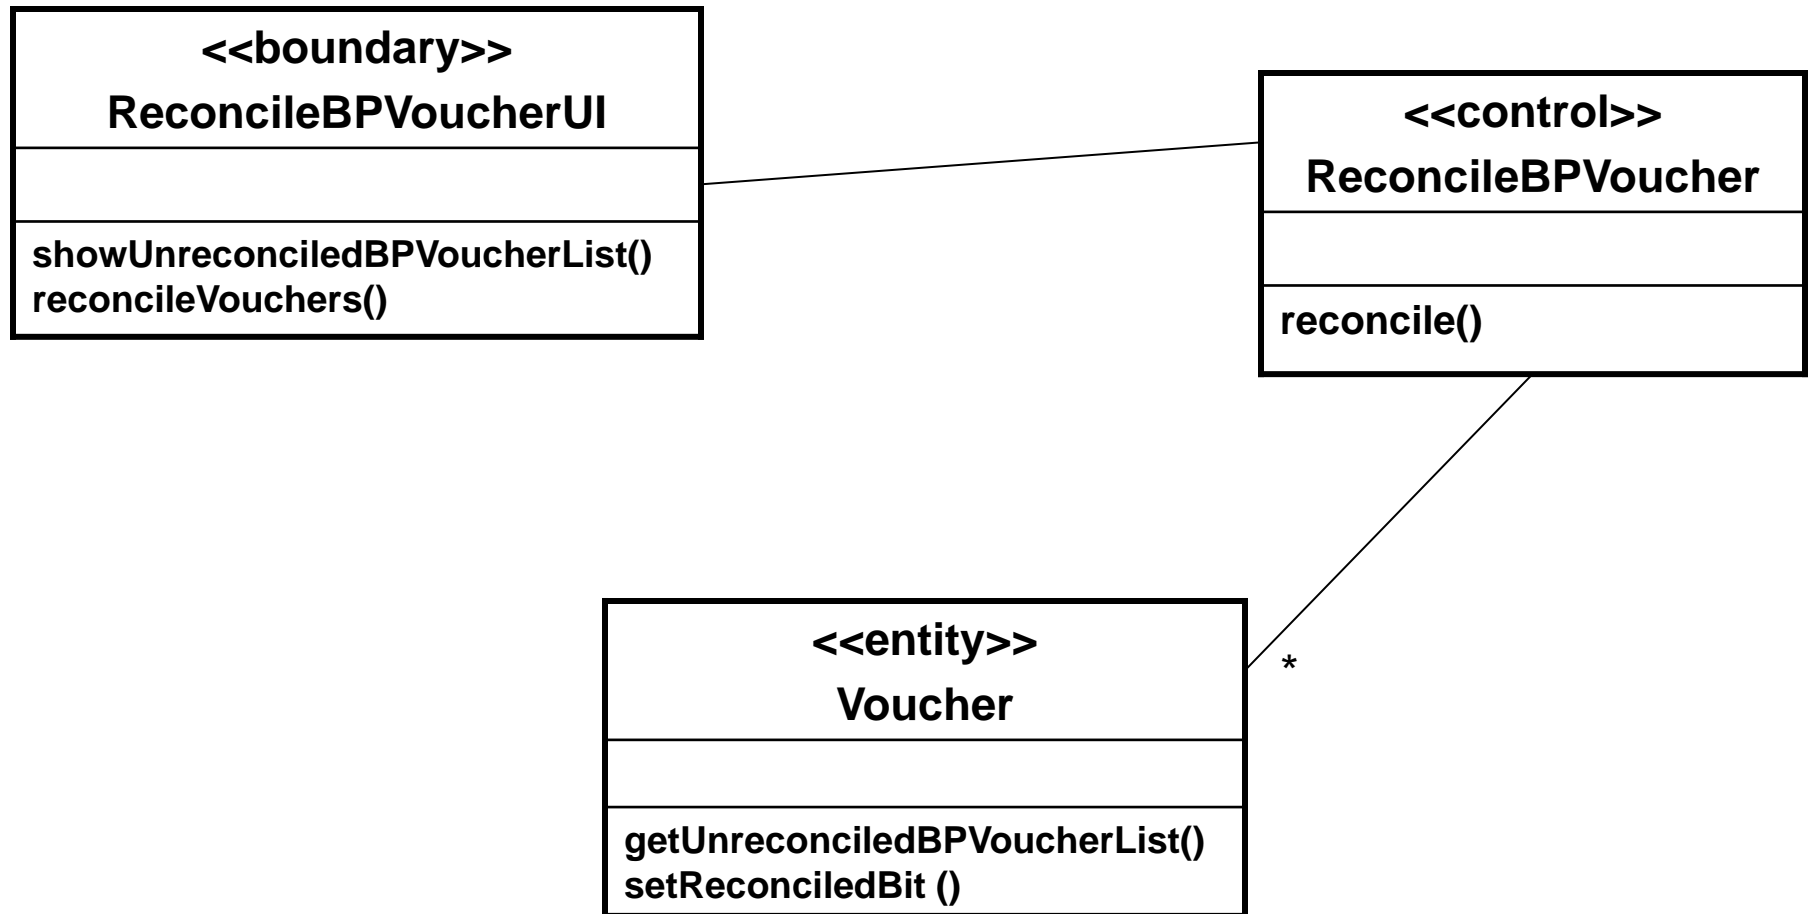 <<boundary>>
ReconcileBPVoucherUI
showUnreconciledBPVoucherList()
reconcileVouchers()
<<control>>
ReconcileBPVoucher
reconcile()
*
<<entity>>
Voucher
getUnreconciledBPVoucherList()
setReconciledBit ()